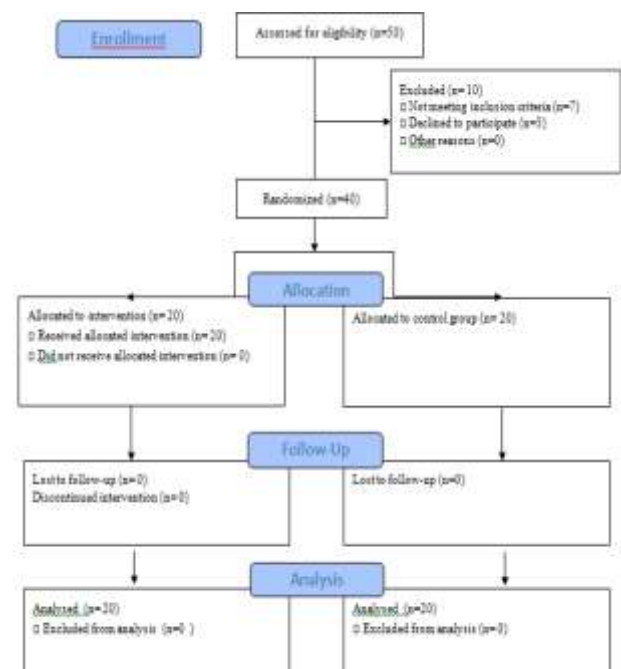 Enrollment
Assessed for eligibility (n=50)
Excluded (n= 10)
▯ Not meeting inclusion criteria (n=7)
▯ Declined to participate (n=3)
▯ Other reasons (n=0)
Randomized (n=40)
Allocation
Allocated to intervention (n= 20)
▯ Received allocated intervention (n= 20)
▯ Did not receive allocated intervention (n= 0)
Allocated to control group (n= 20)
Follow-Up
Lost to follow-up (n=0)
Discontinued intervention (n=0)
Lost to follow-up (n=0)
Analysis
Analysed (n=20)
▯ Excluded from analysis (n=0 )
Analysed (n=20)
▯ Excluded from analysis (n=0)